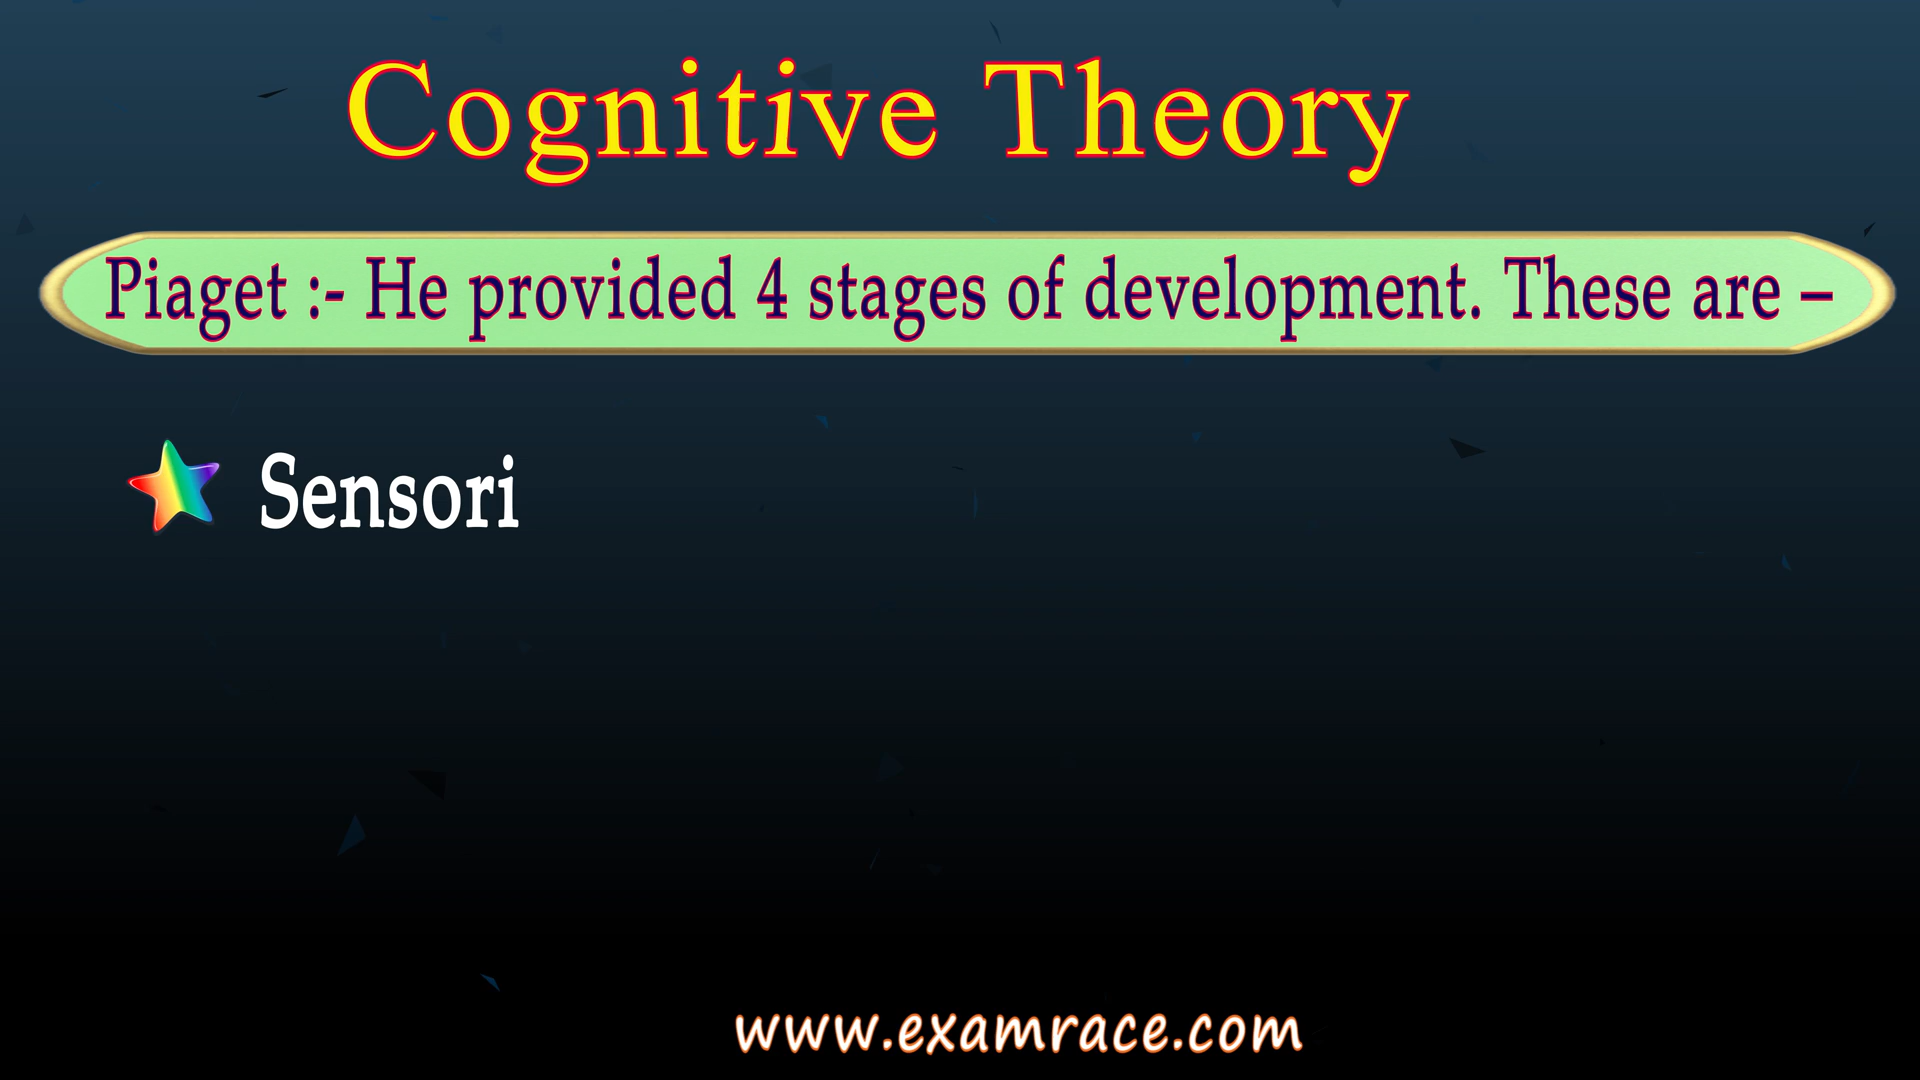 Cognitive Theory
Piaget :- He provided 4 stages of development. These are –
Sensori
www.examrace.com